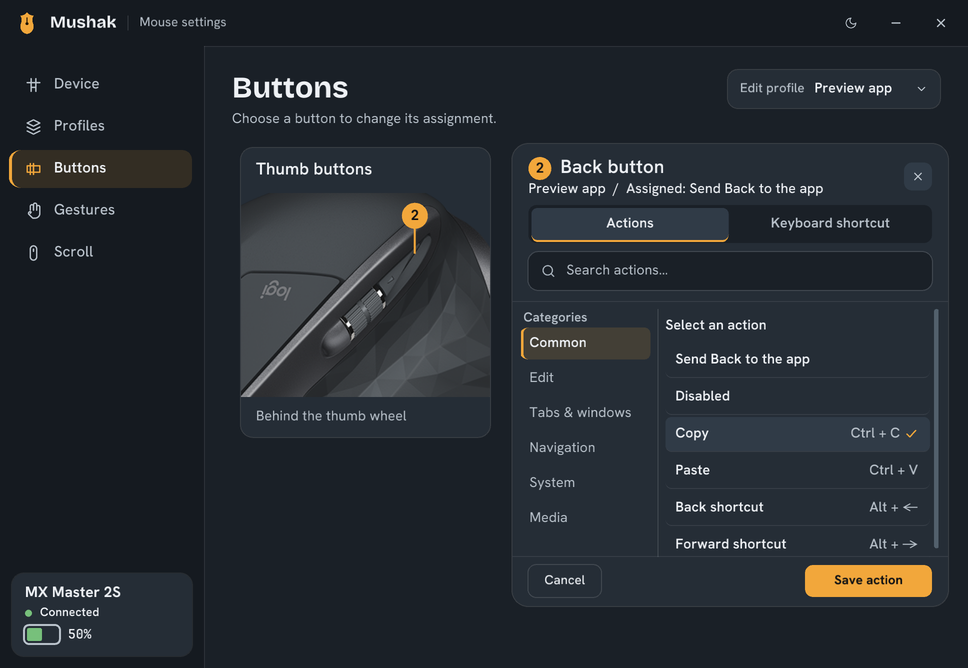 Mushak
Mouse settings
Device
Profiles
Buttons
Gestures
Scroll
MX Master 2S
Connected
50%
Buttons
Choose a button to change its assignment.
Edit profile Preview app
Thumb buttons
2
logi
Behind the thumb wheel
2 Back button
Preview app / Assigned: Send Back to the app
Actions
Keyboard shortcut
Search actions...
Categories
Common
Edit
Tabs & windows
Navigation
System
Media
Select an action
Send Back to the app
Disabled
Copy Ctrl + C
Paste Ctrl + V
Back shortcut Alt + ←
Forward shortcut Alt + →
Cancel
Save action